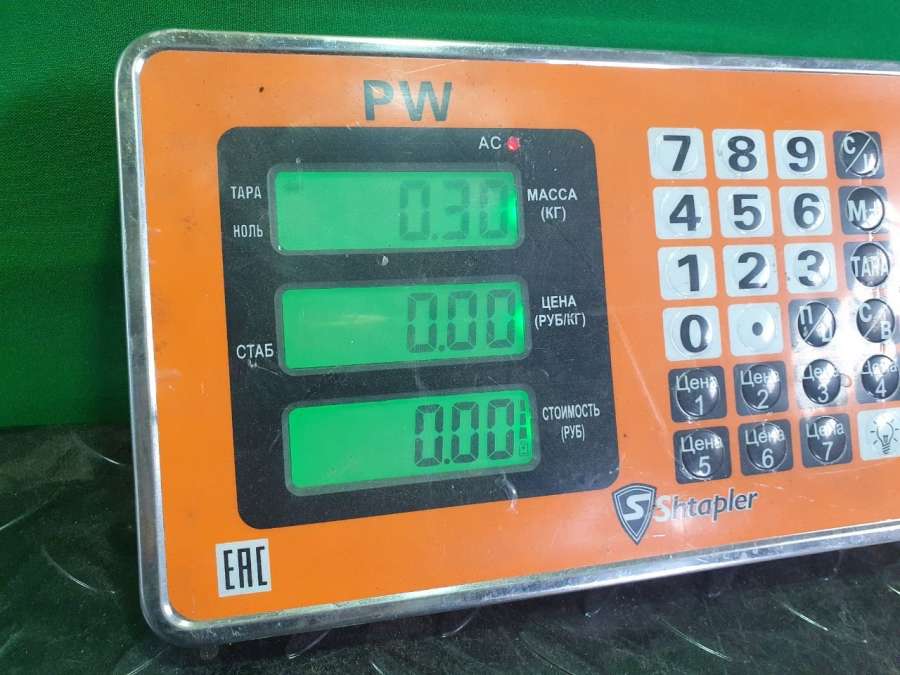 PW
AC
ТАРА
НОЛЬ
0.30
МАССА
(КГ)
СТАБ
0.00
ЦЕНА
(РУБ/КГ)
0.00
СТОИМОСТЬ
(РУБ)
7 8 9 С/И
4 5 6 М+
1 2 3 ТАРА
0 • П/Ц С/В
Цена 1 Цена 2 Цена 3 Цена 4
Цена 5 Цена 6 Цена 7
Shtapler
EAC